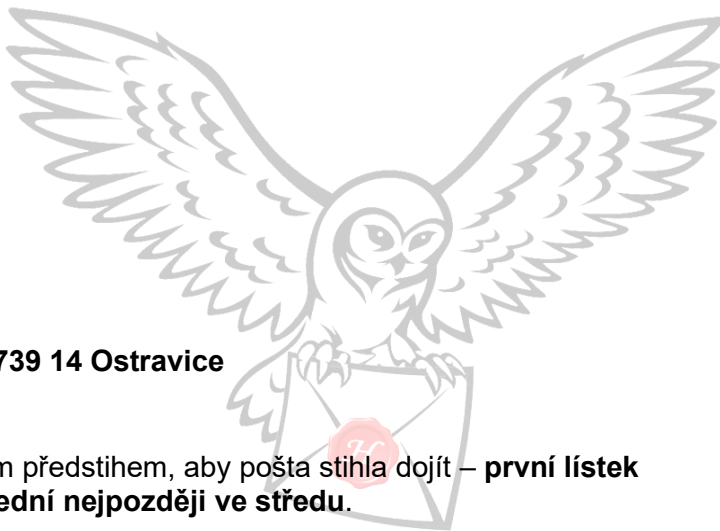 739 14 Ostravice
m předstihem, aby pošta stihla dojít – první lístek
ední nejpozději ve středu.
H